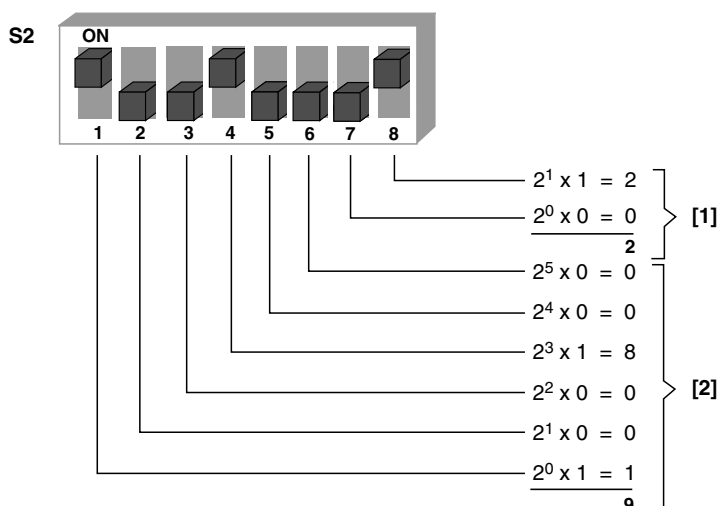 S2
ON
1 2 3 4 5 6 7 8
2¹ x 1 = 2
2⁰ x 0 = 0
[1]
2
2⁵ x 0 = 0
2⁴ x 0 = 0
2³ x 1 = 8
2² x 0 = 0
[2]
2¹ x 0 = 0
2⁰ x 1 = 1
9